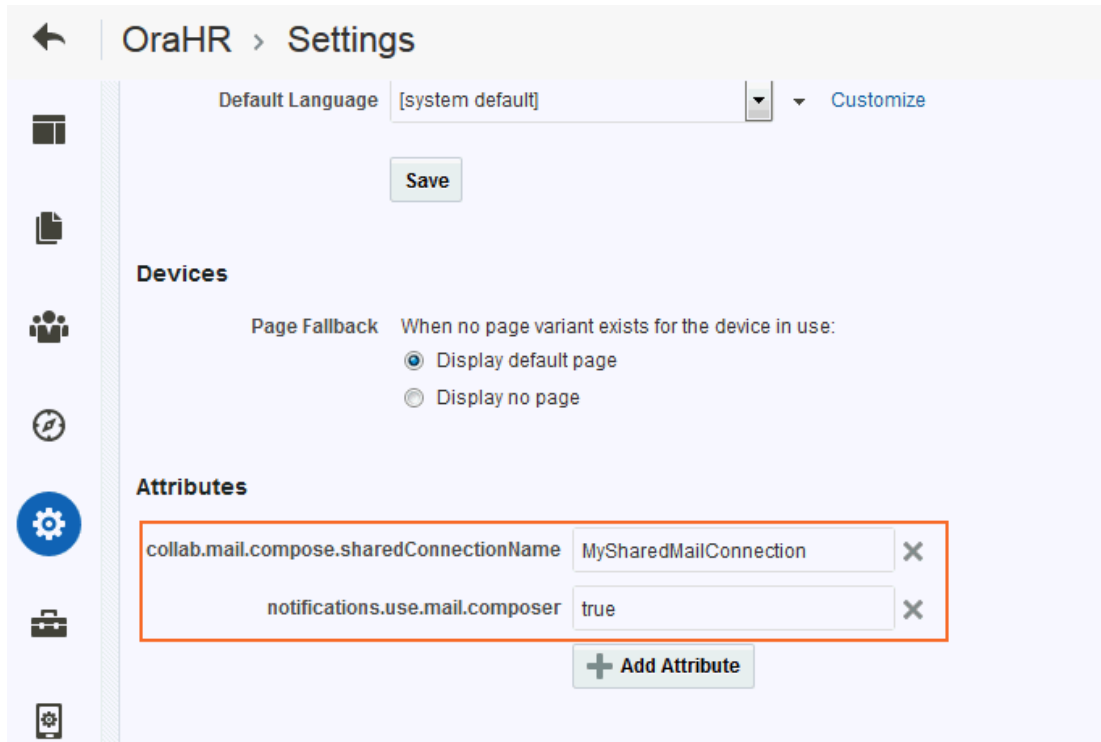 OraHR > Settings
Default Language [system default] Customize
Save
Devices
Page Fallback When no page variant exists for the device in use:
Display default page
Display no page
Attributes
collab.mail.compose.sharedConnectionName MySharedMailConnection
notifications.use.mail.composer true
Add Attribute